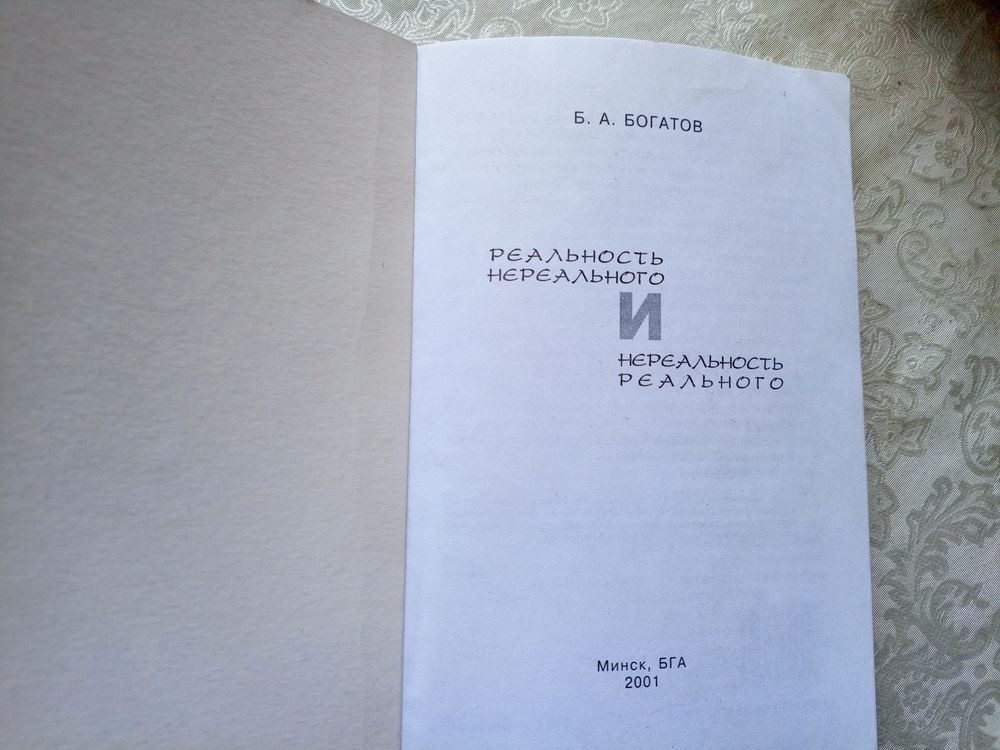 Б. А. БОГАТОВ
РЕАЛЬНОСТЬ
НЕРЕАЛЬНОГО
И
НЕРЕАЛЬНОСТЬ
РЕАЛЬНОГО
Минск, БГА
2001